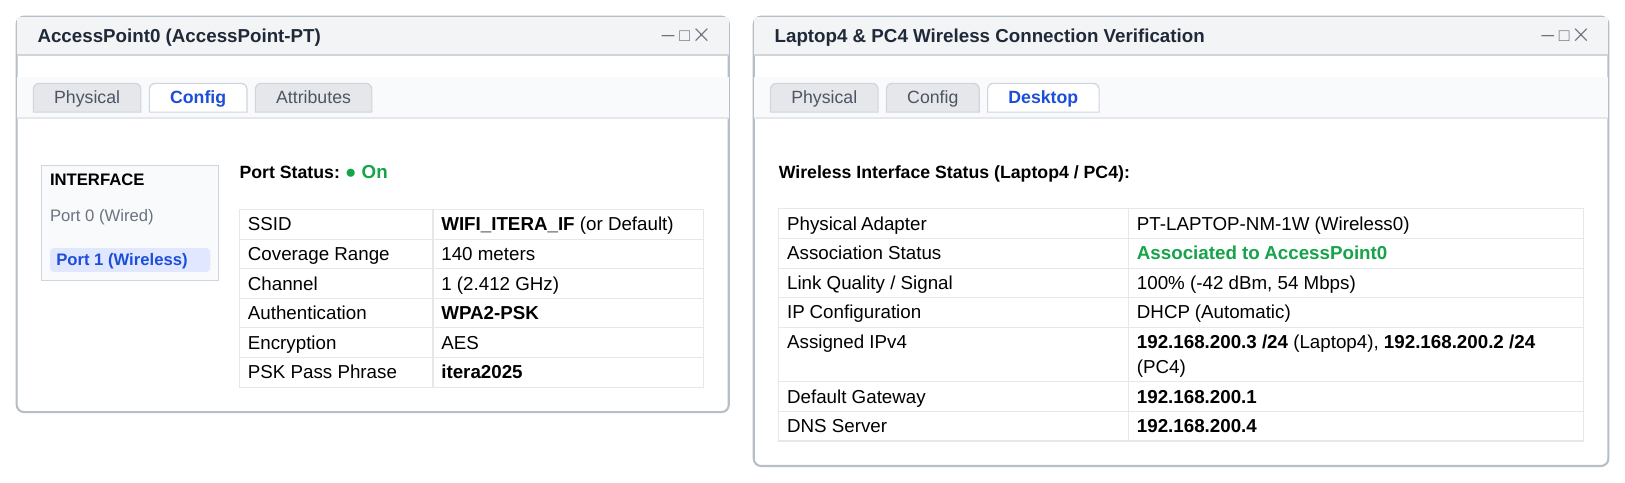 AccessPoint0 (AccessPoint-PT)
Physical Config Attributes
INTERFACE
Port 0 (Wired)
Port 1 (Wireless)
Port Status: ● On
SSID WIFI_ITERA_IF (or Default)
Coverage Range 140 meters
Channel 1 (2.412 GHz)
Authentication WPA2-PSK
Encryption AES
PSK Pass Phrase itera2025
Laptop4 & PC4 Wireless Connection Verification
Physical Config Desktop
Wireless Interface Status (Laptop4 / PC4):
Physical Adapter PT-LAPTOP-NM-1W (Wireless0)
Association Status Associated to AccessPoint0
Link Quality / Signal 100% (-42 dBm, 54 Mbps)
IP Configuration DHCP (Automatic)
Assigned IPv4 192.168.200.3 /24 (Laptop4), 192.168.200.2 /24
(PC4)
Default Gateway 192.168.200.1
DNS Server 192.168.200.4